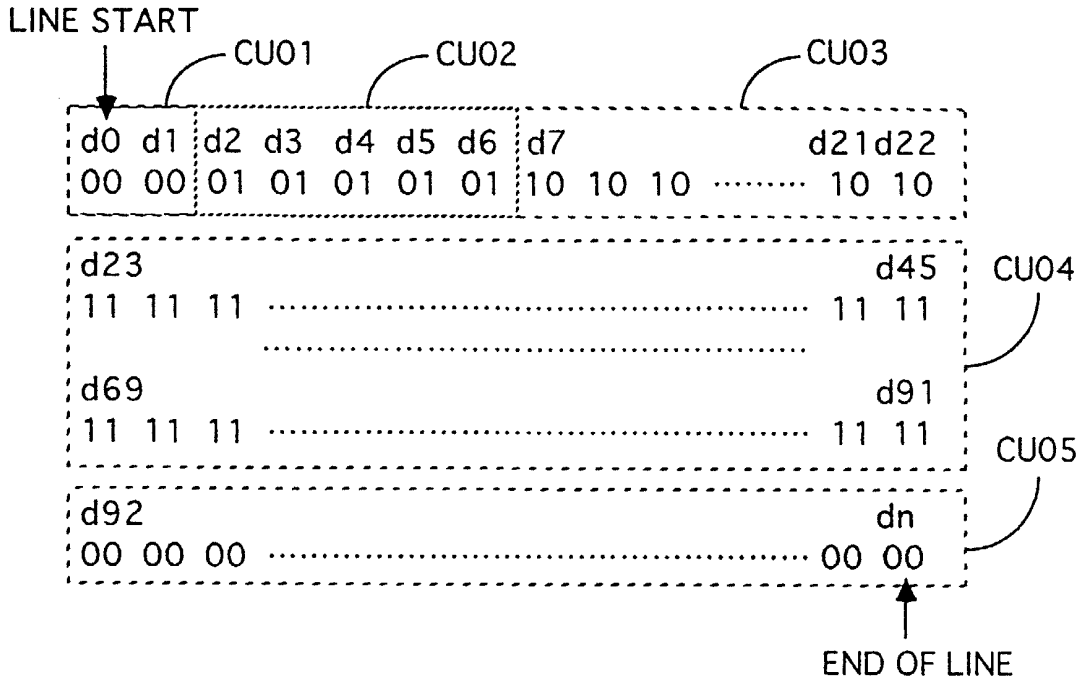 LINE START
CU01 CU02 CU03
d0 d1 d2 d3 d4 d5 d6 d7 d21 d22
00 00 01 01 01 01 01 10 10 10 ......... 10 10
d23 d45 CU04
11 11 11 ............ 11 11
............
d69 d91
11 11 11 ............ 11 11
CU05
d92 dn
00 00 00 ............ 00 00
END OF LINE